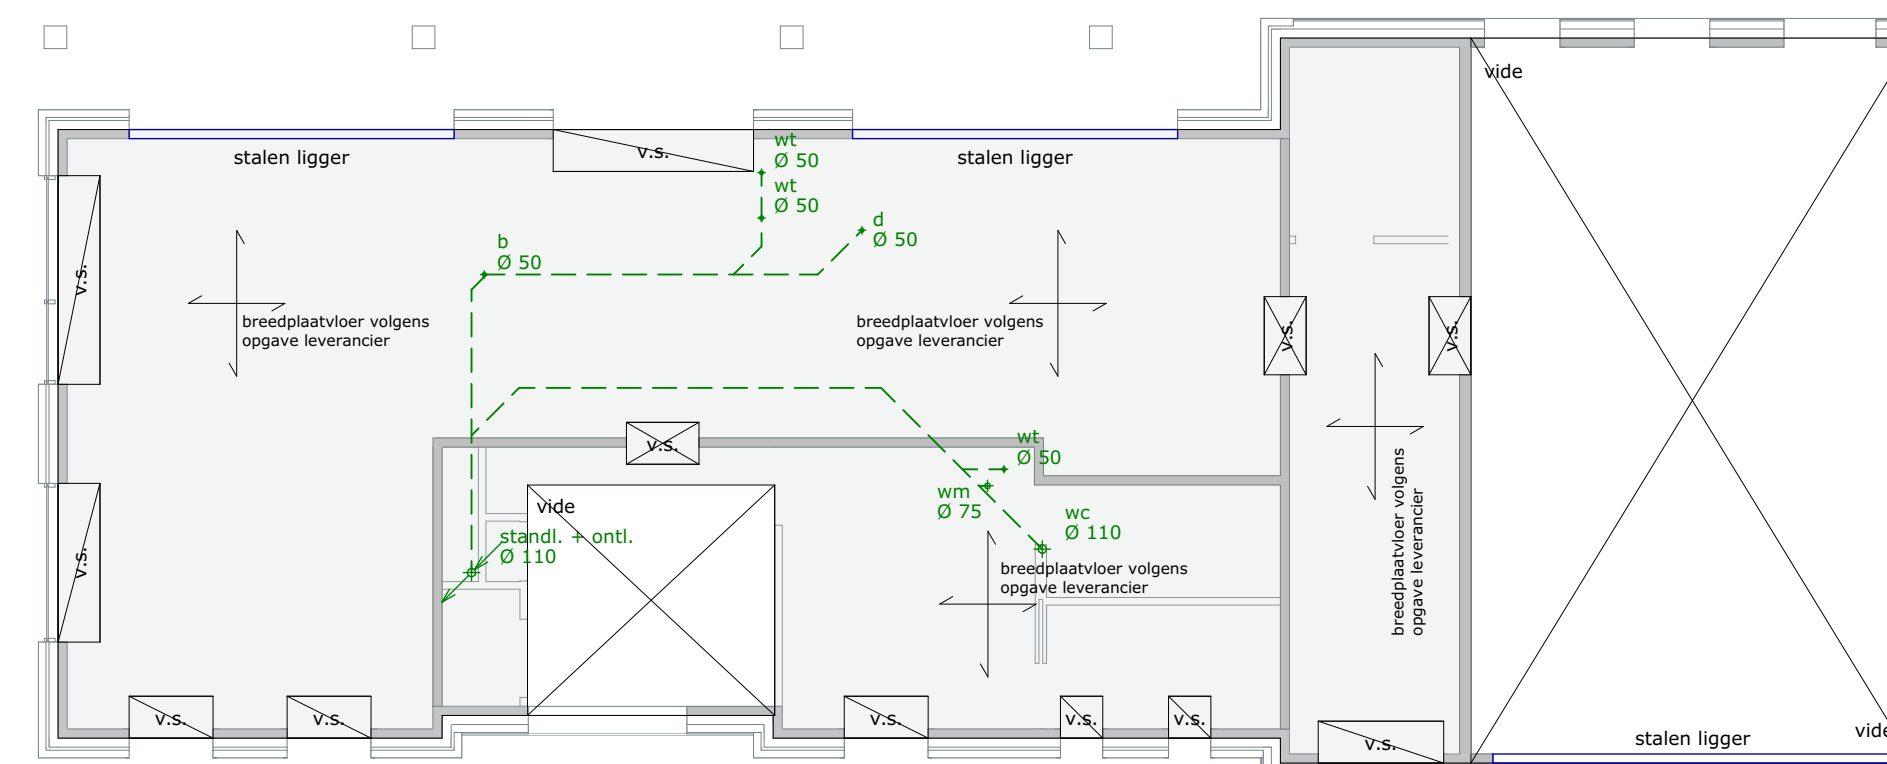 vide
wt
Ø 50
stalen ligger
v.s.
stalen ligger
wt
Ø 50
d
Ø 50
b
Ø 50
v.s.
breedplaatvloer volgens
opgave leverancier
breedplaatvloer volgens
opgave leverancier
v.s.
v.s.
v.s.
wt
Ø 50
wm
Ø 75
vide
wc
Ø 110
standl. + ontl.
Ø 110
v.s.
breedplaatvloer volgens
opgave leverancier
breedplaatvloer volgens
opgave leverancier
v.s.
v.s.
v.s.
v.s.
v.s.
v.s.
stalen ligger
vide